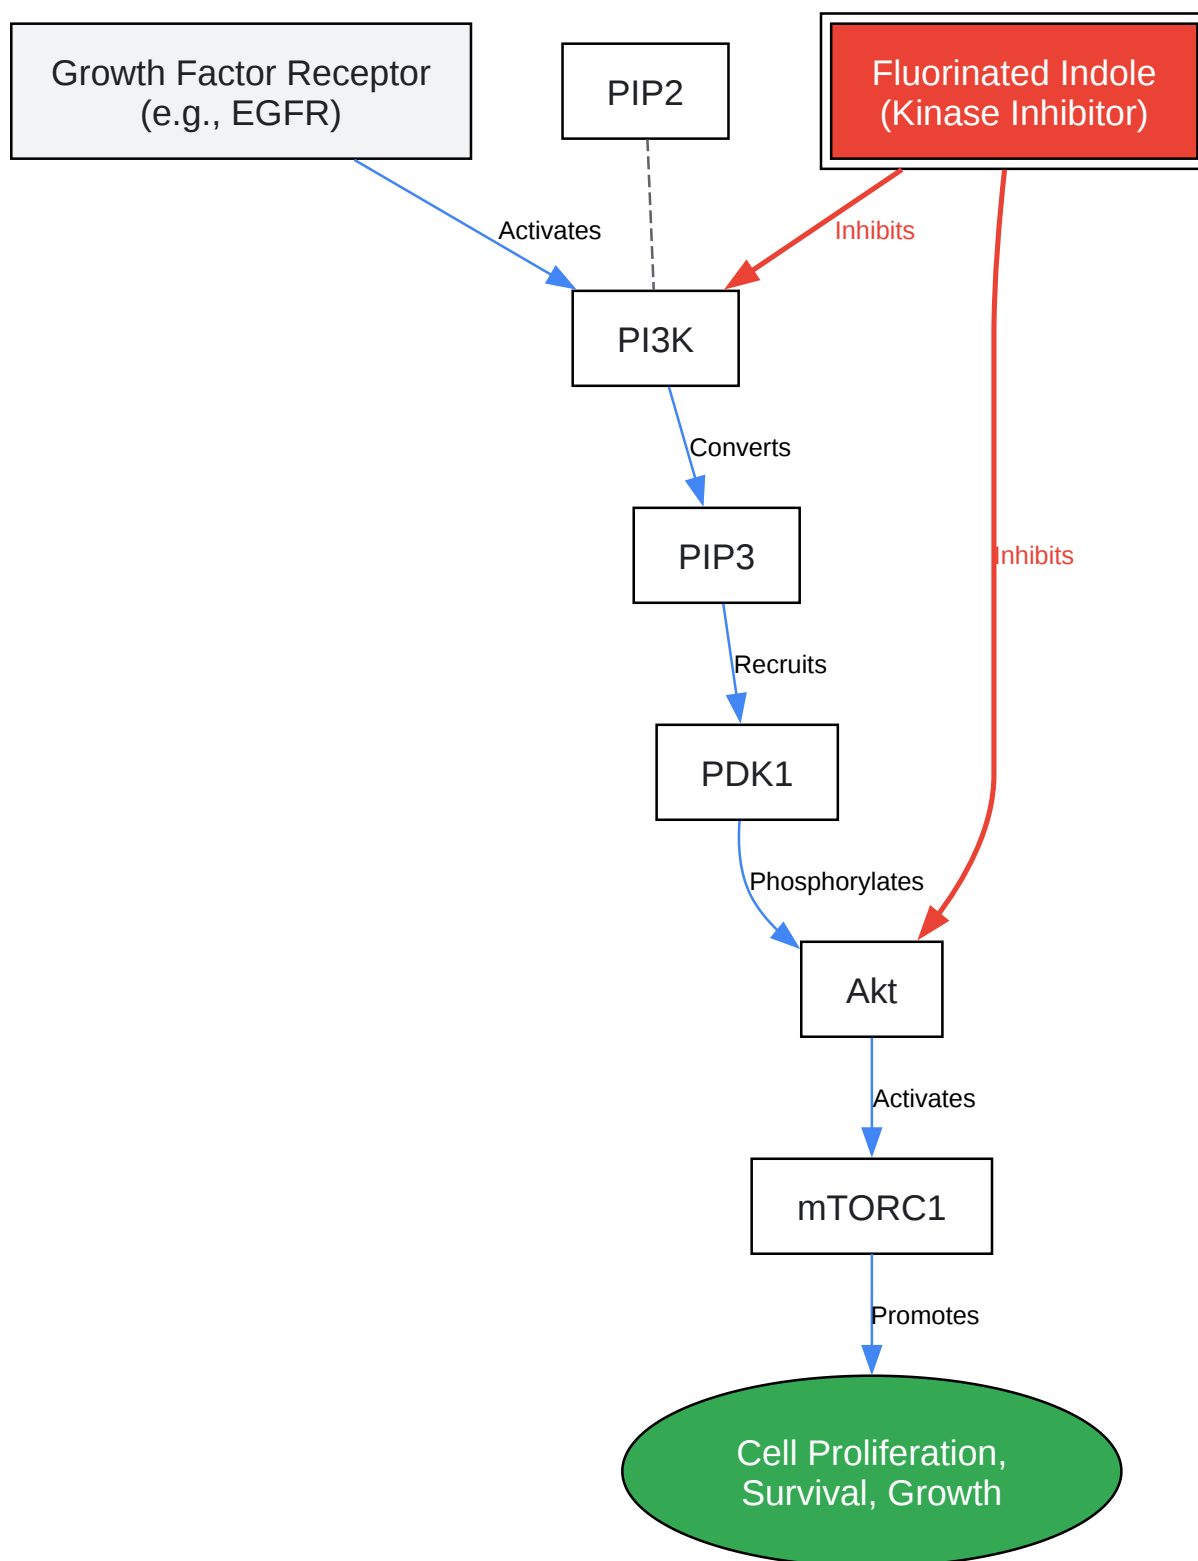 Growth Factor Receptor
(e.g., EGFR)
PIP2
Fluorinated Indole
(Kinase Inhibitor)
Activates
Inhibits
PI3K
Converts
PIP3
Inhibits
Recruits
PDK1
Phosphorylates
Akt
Activates
mTORC1
Promotes
Cell Proliferation,
Survival, Growth